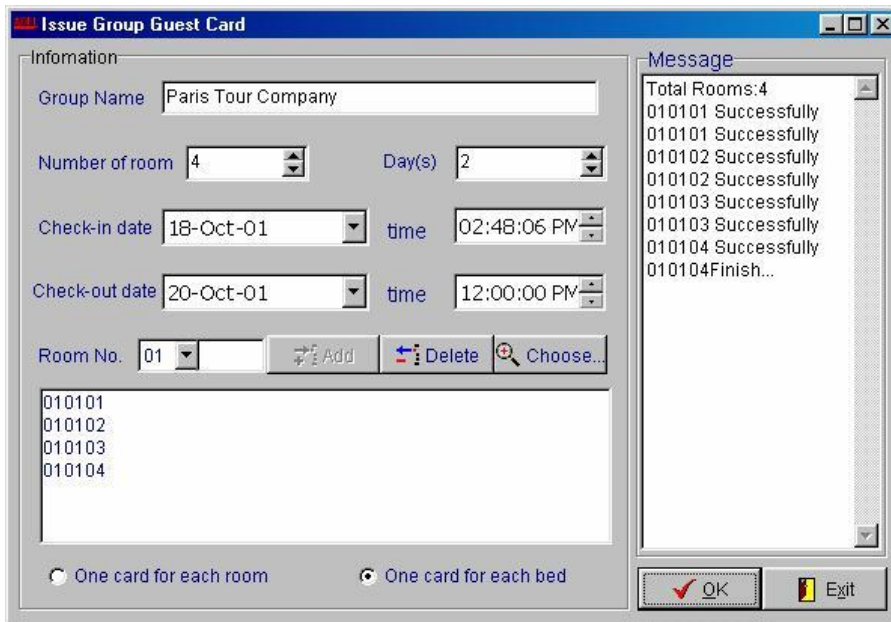 Issue Group Guest Card
Infomation
Group Name Paris Tour Company
Number of room 4 Day(s) 2
Check-in date 18-Oct-01 time 02:48:06 PM
Check-out date 20-Oct-01 time 12:00:00 PM
Room No. 01 Add Delete Choose...
010101
010102
010103
010104
One card for each room One card for each bed
Message
Total Rooms:4
010101 Successfully
010101 Successfully
010102 Successfully
010102 Successfully
010103 Successfully
010103 Successfully
010104 Successfully
010104Finish...
OK Exit